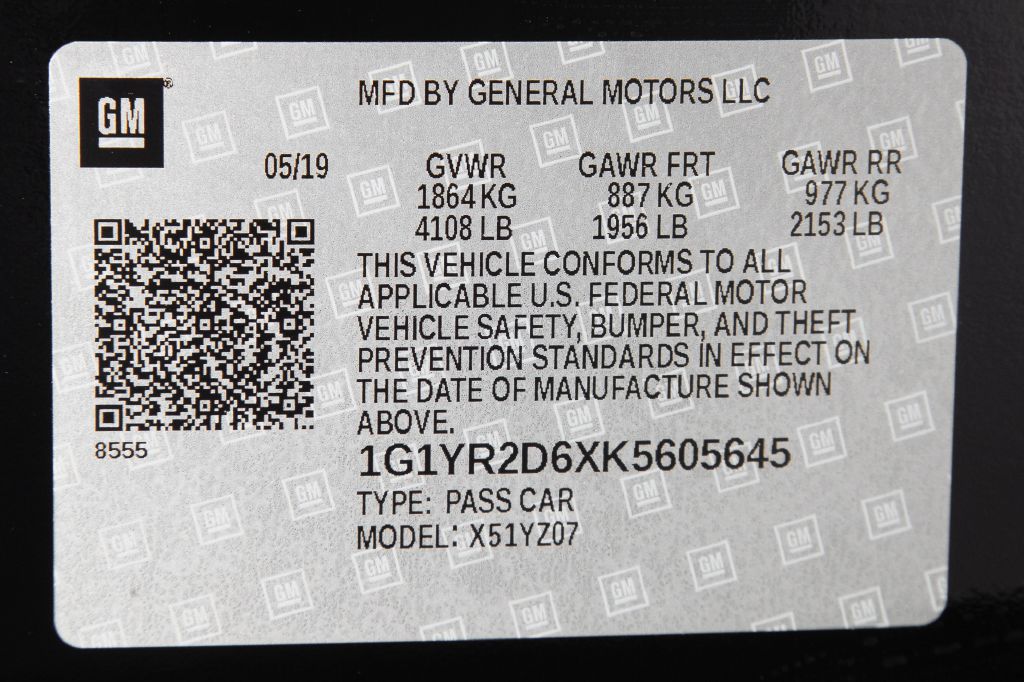 GM
MFD BY GENERAL MOTORS LLC
05/19 GVWR GAWR FRT GAWR RR
1864 KG 887 KG 977 KG
4108 LB 1956 LB 2153 LB
THIS VEHICLE CONFORMS TO ALL
APPLICABLE U.S. FEDERAL MOTOR
VEHICLE SAFETY, BUMPER, AND THEFT
PREVENTION STANDARDS IN EFFECT ON
THE DATE OF MANUFACTURE SHOWN
ABOVE.
8555
1G1YR2D6XK5605645
TYPE: PASS CAR
MODEL: X51YZ07